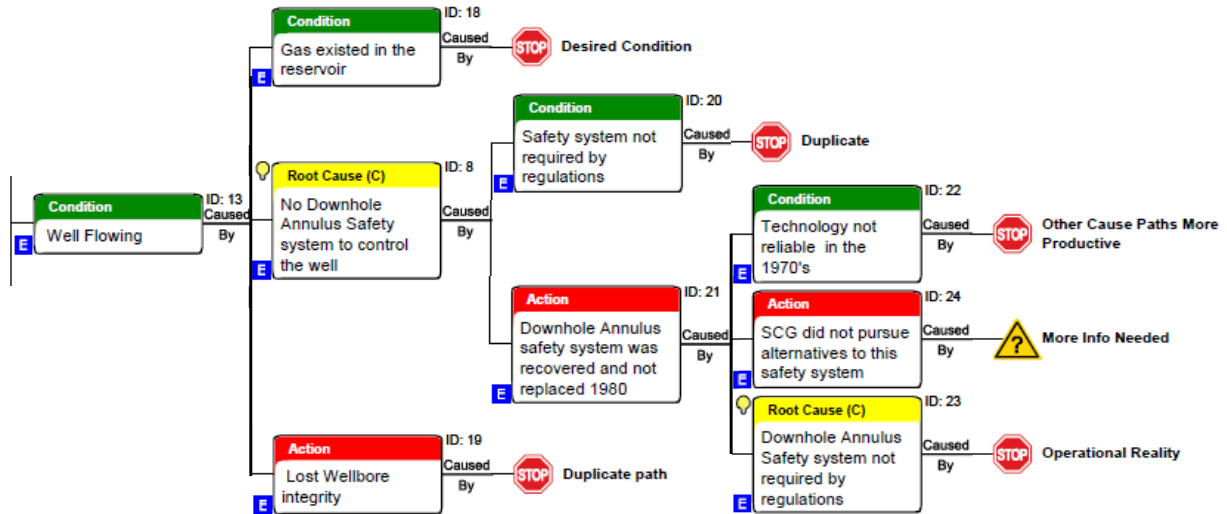 Condition
ID: 18
Gas existed in the
reservoir
E
Caused
By
STOP
Desired Condition
Condition
ID: 20
Safety system not
required by
regulations
E
Caused
By
STOP
Duplicate
Root Cause (C)
ID: 8
No Downhole
Annulus Safety
system to control
the well
E
Caused
By
Condition
ID: 13
Well Flowing
E
Caused
By
Condition
ID: 22
Technology not
reliable in the
1970's
E
Caused
By
STOP
Other Cause Paths More
Productive
Action
ID: 21
Downhole Annulus
safety system was
recovered and not
replaced 1980
E
Caused
By
Action
ID: 24
SCG did not pursue
alternatives to this
safety system
E
Caused
By
?
More Info Needed
Root Cause (C)
ID: 23
Downhole Annulus
Safety system not
required by
regulations
E
Caused
By
STOP
Operational Reality
Action
ID: 19
Lost Wellbore
integrity
E
Caused
By
STOP
Duplicate path